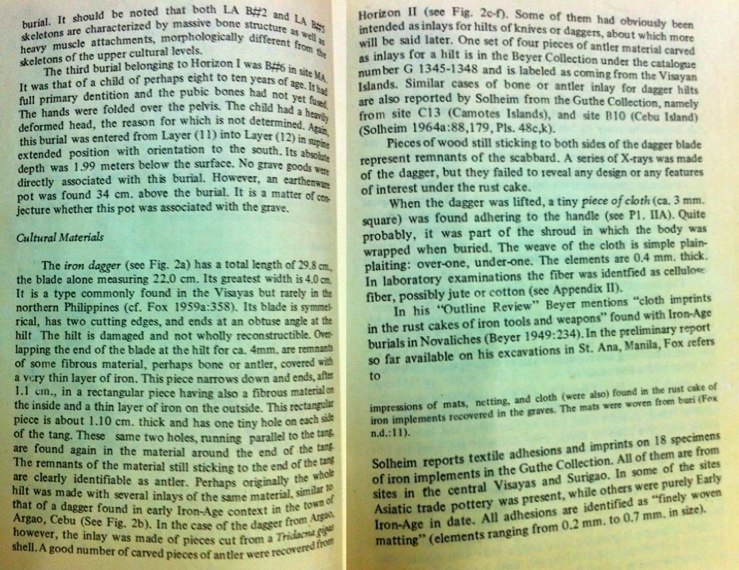 burial. It should be noted that both LA B#2 and LA B#5
skeletons are characterized by massive bone structure as well as
heavy muscle attachments, morphologically different from the
skeletons of the upper cultural levels.
The third burial belonging to Horizon I was B#6 in site MA.
It was that of a child of perhaps eight to ten years of age. It had
full primary dentition and the pubic bones had not yet fused.
The hands were folded over the pelvis. The child had a heavily
deformed head, the reason for which is not determined. Again,
this burial was entered from Layer (11) into Layer (12) in supine
extended position with orientation to the south. Its absolute
depth was 1.99 meters below the surface. No grave goods were
directly associated with this burial. However, an earthenware
pot was found 34 cm. above the burial. It is a matter of con-
jecture whether this pot was associated with the grave.
Cultural Materials
The iron dagger (see Fig. 2a) has a total length of 29.8 cm,
the blade alone measuring 22.0 cm. Its greatest width is 4.0 cm.
It is a type commonly found in the Visayas but rarely in the
northern Philippines (cf. Fox 1959a:358). Its blade is symmet-
rical, has two cutting edges, and ends at an obtuse angle at the
hilt The hilt is damaged and not wholly reconstructible. Over-
lapping the end of the blade at the hilt for ca. 4mm. are remnants
of some fibrous material, perhaps bone or antler, covered with
a very thin layer of iron. This piece narrows down and ends, after
1.1 cm., in a rectangular piece having also a fibrous material on
the inside and a thin layer of iron on the outside. This rectangular
piece is about 1.10 cm. thick and has one tiny hole on each side
of the tang. These same two holes, running parallel to the tang,
are found again in the material around the end of the tang.
The remnants of the material still sticking to the end of the tang
are clearly identifiable as antler. Perhaps originally the whole
hilt was made with several inlays of the same material, similar to
that of a dagger found in early Iron-Age context in the town of
Argao, Cebu (See Fig. 2b). In the case of the dagger from Argao,
however, the inlay was made of pieces cut from a Tridacna gigas
shell. A good number of carved pieces of antler were recovered from
Horizon II (see Fig. 2c-f). Some of them had obviously been
intended as inlays for hilts of knives or daggers, about which more
will be said later. One set of four pieces of antler material carved
as inlays for a hilt is in the Beyer Collection under the catalogue
number G 1345-1348 and is labeled as coming from the Visayan
Islands. Similar cases of bone or antler inlay for dagger hilts
are also reported by Solheim from the Guthe Collection, namely
from site C13 (Camotes Islands), and site B10 (Cebu Island)
(Solheim 1964a:88,179, Pls. 48c,k).
Pieces of wood still sticking to both sides of the dagger blade
represent remnants of the scabbard. A series of X-rays was made
of the dagger, but they failed to reveal any design or any features
of interest under the rust cake.
When the dagger was lifted, a tiny piece of cloth (ca. 3 mm.
square) was found adhering to the handle (see P1. IIA). Quite
probably, it was part of the shroud in which the body was
wrapped when buried. The weave of the cloth is simple plain-
plaiting: over-one, under-one. The elements are 0.4 mm. thick.
In laboratory examinations the fiber was identfied as cellulose
fiber, possibly jute or cotton (see Appendix II).
In his "Outline Review" Beyer mentions "cloth imprints
in the rust cakes of iron tools and weapons" found with Iron-Age
burials in Novaliches (Beyer 1949:234). In the preliminary report
so far available on his excavations in St. Ana, Manila, Fox refers
to
impressions of mats, netting, and cloth (were also) found in the rust cake of
iron implements recovered in the graves. The mats were woven from buri (Fox
n.d.:11).
Solheim reports textile adhesions and imprints on 18 specimens
of iron implements in the Guthe Collection. All of them are from
sites in the central Visayas and Surigao. In some of the sites
Asiatic trade pottery was present, while others were purely Early
Iron-Age in date. All adhesions are identified as "finely woven
matting" (elements ranging from 0.2 mm. to 0.7 mm. in size).